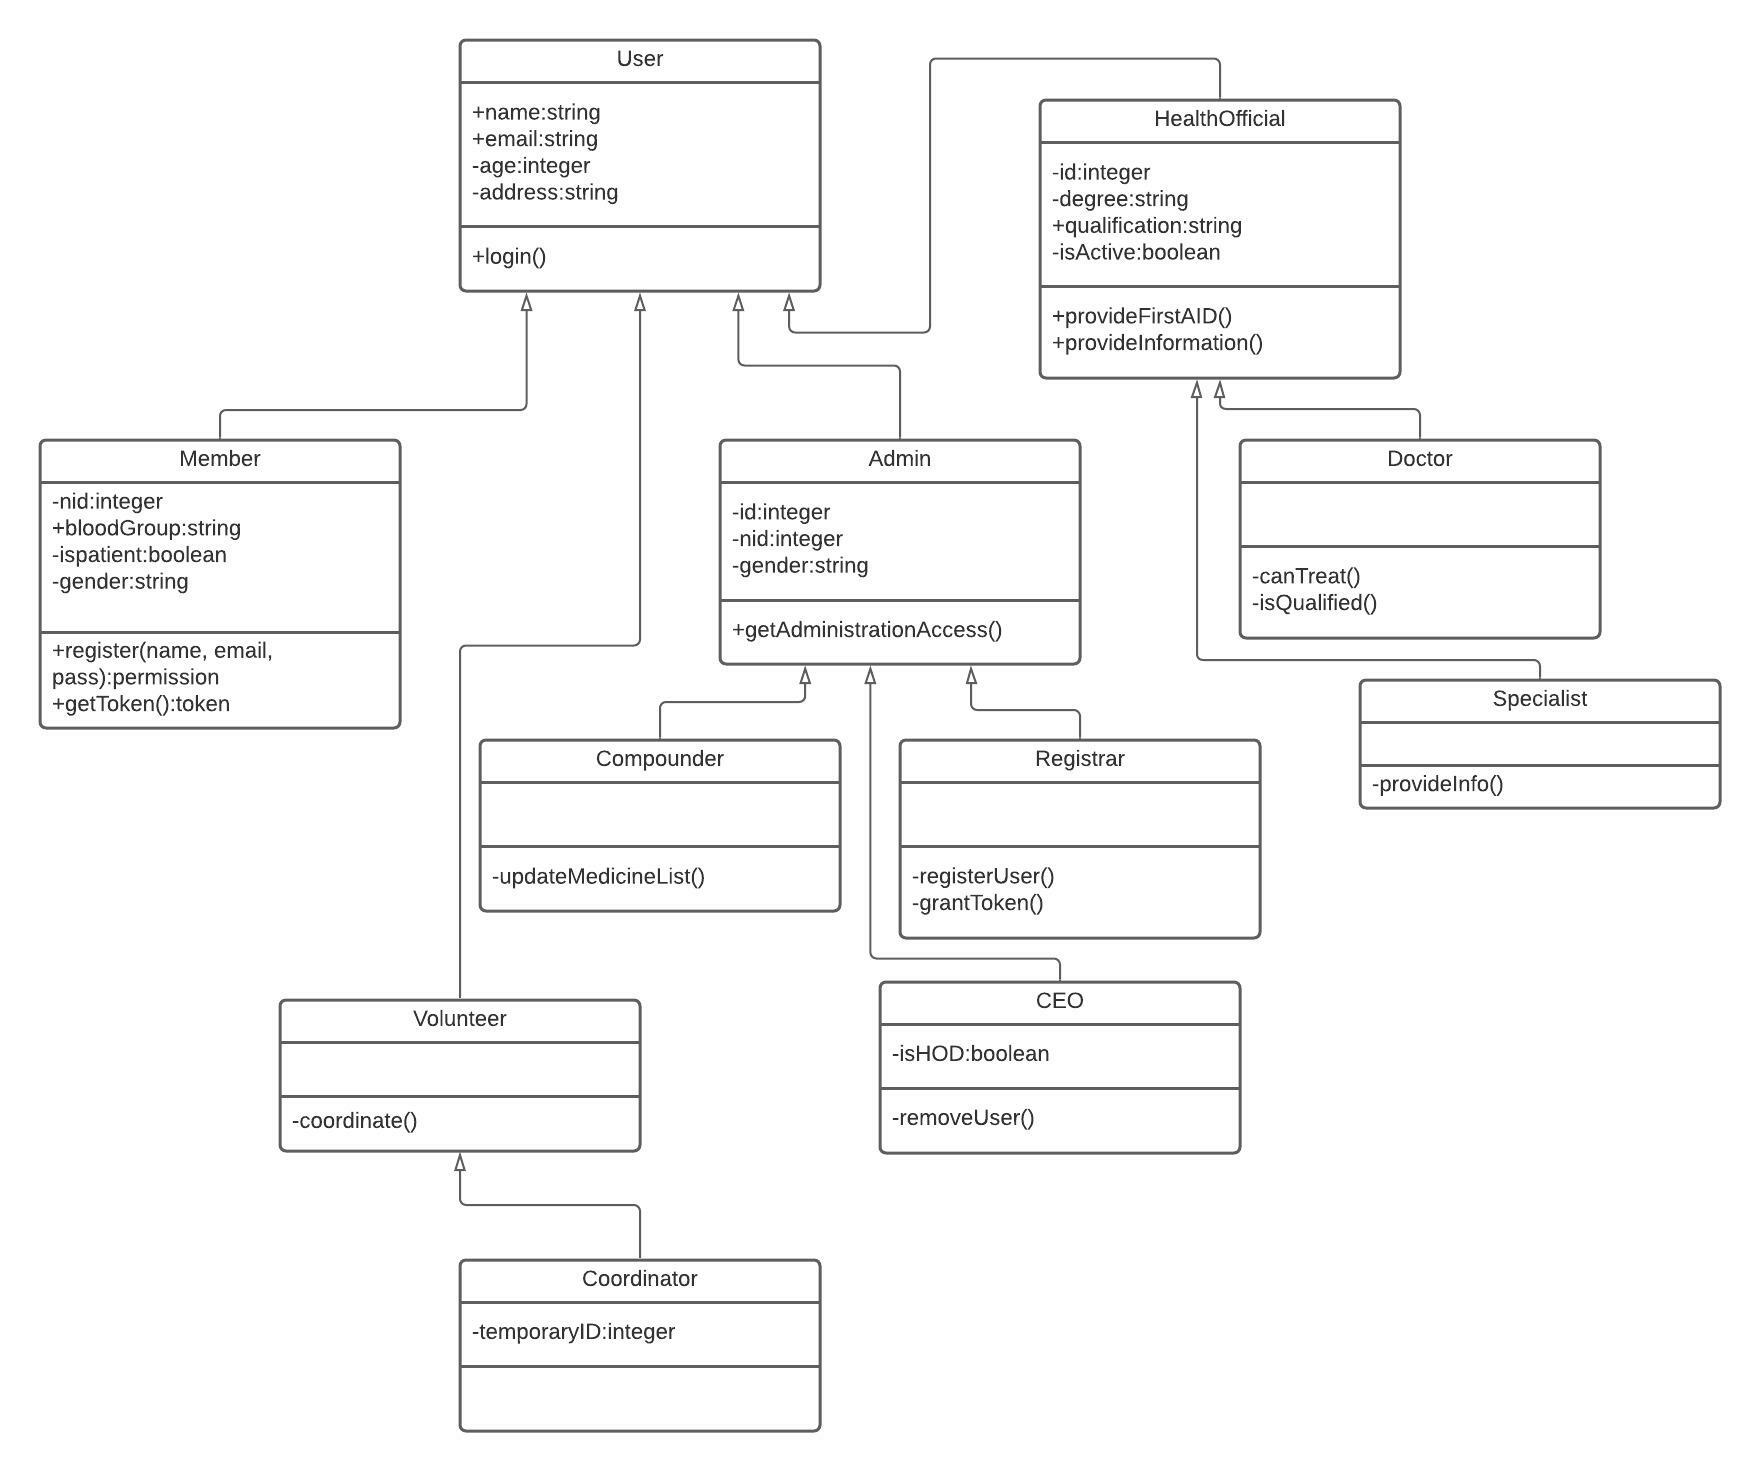 User
+name:string
+email:string
-age:integer
-address:string
+login()
HealthOfficial
-id:integer
-degree:string
+qualification:string
-isActive:boolean
+provideFirstAID()
+provideInformation()
Member
-nid:integer
+bloodGroup:string
-ispatient:boolean
-gender:string
+register(name, email,
pass):permission
+getToken():token
Admin
-id:integer
-nid:integer
-gender:string
+getAdministrationAccess()
Doctor
-canTreat()
-isQualified()
Specialist
-provideInfo()
Compounder
-updateMedicineList()
Registrar
-registerUser()
-grantToken()
CEO
-isHOD:boolean
-removeUser()
Volunteer
-coordinate()
Coordinator
-temporaryID:integer